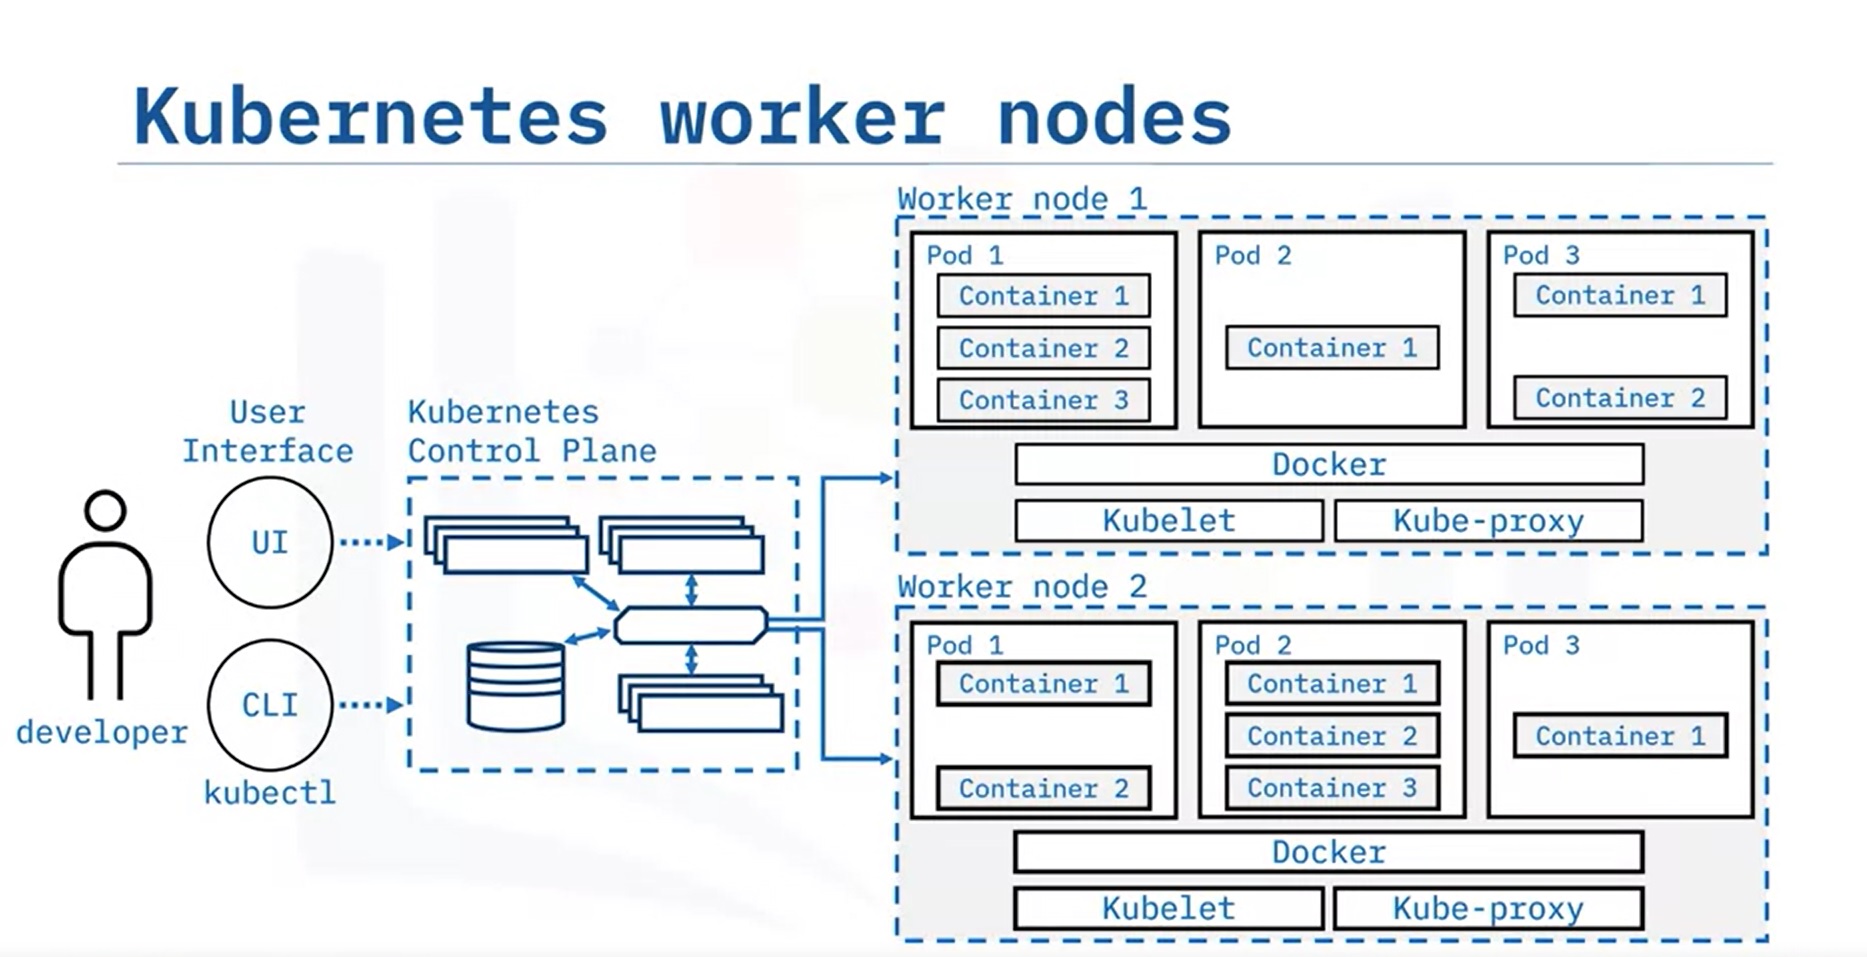 Kubernetes worker nodes
Worker node 1
Pod 1
Container 1
Container 2
Container 3
Pod 2
Container 1
Pod 3
Container 1
Container 2
Docker
Kubelet
Kube-proxy
User
Interface
UI
CLI
kubectl
developer
Kubernetes
Control Plane
Worker node 2
Pod 1
Container 1
Container 2
Pod 2
Container 1
Container 2
Container 3
Pod 3
Container 1
Docker
Kubelet
Kube-proxy